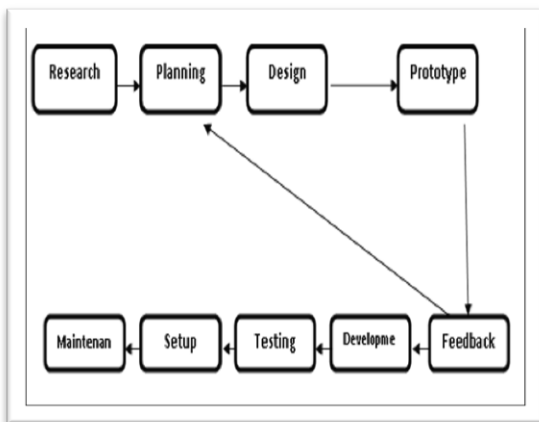 Research
Planning
Design
Prototype
Maintenan
Setup
Testing
Developme
Feedback